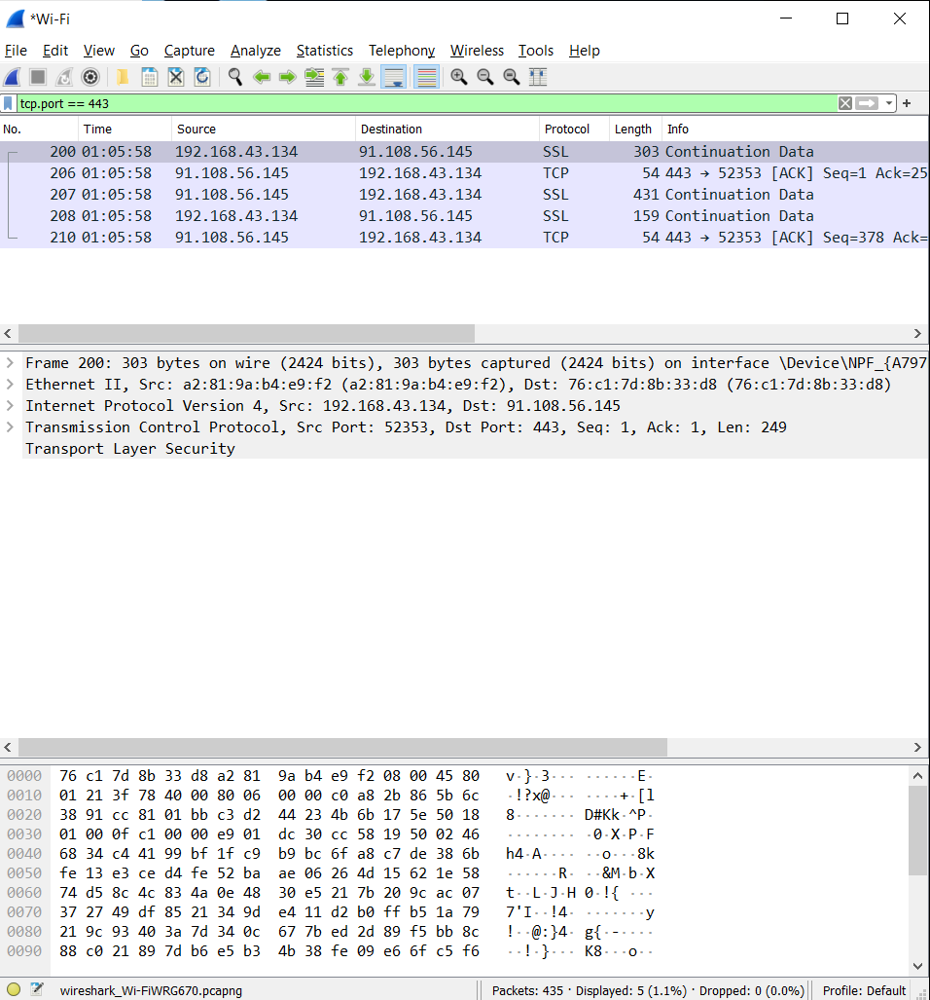 *Wi-Fi
File Edit View Go Capture Analyze Statistics Telephony Wireless Tools Help
tcp.port == 443
No. Time Source Destination Protocol Length Info
200 01:05:58 192.168.43.134 91.108.56.145 SSL 303 Continuation Data
206 01:05:58 91.108.56.145 192.168.43.134 TCP 54 443 → 52353 [ACK] Seq=1 Ack=25
207 01:05:58 91.108.56.145 192.168.43.134 SSL 431 Continuation Data
208 01:05:58 192.168.43.134 91.108.56.145 SSL 159 Continuation Data
210 01:05:58 91.108.56.145 192.168.43.134 TCP 54 443 → 52353 [ACK] Seq=378 Ack=
Frame 200: 303 bytes on wire (2424 bits), 303 bytes captured (2424 bits) on interface \Device\NPF_{A797
Ethernet II, Src: a2:81:9a:b4:e9:f2 (a2:81:9a:b4:e9:f2), Dst: 76:c1:7d:8b:33:d8 (76:c1:7d:8b:33:d8)
Internet Protocol Version 4, Src: 192.168.43.134, Dst: 91.108.56.145
Transmission Control Protocol, Src Port: 52353, Dst Port: 443, Seq: 1, Ack: 1, Len: 249
Transport Layer Security
0000 76 c1 7d 8b 33 d8 a2 81 9a b4 e9 f2 08 00 45 80 v·}·3··· ······E·
0010 01 21 3f 78 40 00 80 06 00 00 c0 a8 2b 86 5b 6c ·!?x@··· ····+·[l
0020 38 91 cc 81 01 bb c3 d2 44 23 4b 6b 17 5e 50 18 8······· D#Kk·^P·
0030 01 00 0f c1 00 00 e9 01 dc 30 cc 58 19 50 02 46 ········ ·0·X·P·F
0040 68 34 c4 41 99 bf 1f c9 b9 bc 6f a8 c7 de 38 6b h4·A···· ··o···8k
0050 fe 13 e3 ce d4 fe 52 ba ae 06 26 4d 15 62 1e 58 ······R· ··&M·b·X
0060 74 d5 8c 4c 83 4a 0e 48 30 e5 21 7b 20 9c ac 07 t··L·J·H 0·!{ ···
0070 37 27 49 df 85 21 34 9d e4 11 d2 b0 ff b5 1a 79 7'I··!4· ·······y
0080 21 9c 93 40 3a 7d 34 0c 67 7b ed 2d 89 f5 bb 8c !··@:}4· g{·-····
0090 88 c0 21 89 7d b6 e5 b3 4b 38 fe 09 e6 6f c5 f6 ··!·}··· K8···o··
wireshark_Wi-FiWRG670.pcapng Packets: 435 · Displayed: 5 (1.1%) · Dropped: 0 (0.0%) Profile: Default